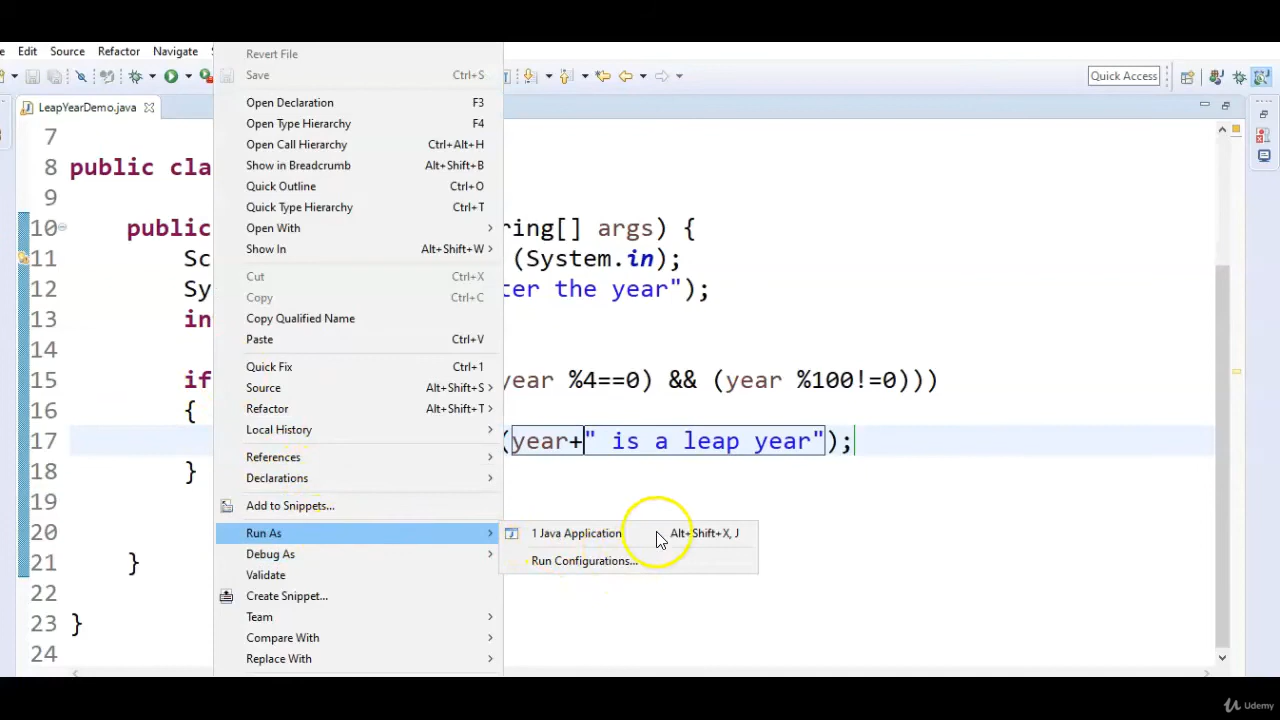 Edit Source Refactor Navigate
Quick Access
LeapYearDemo.java
Revert File
Save Ctrl+S
Open Declaration F3
Open Type Hierarchy F4
Open Call Hierarchy Ctrl+Alt+H
Show in Breadcrumb Alt+Shift+B
Quick Outline Ctrl+O
Quick Type Hierarchy Ctrl+T
Open With
Show In Alt+Shift+W
Cut Ctrl+X
Copy Ctrl+C
Copy Qualified Name
Paste Ctrl+V
Quick Fix Ctrl+1
Source Alt+Shift+S
Refactor Alt+Shift+T
Local History
References
Declarations
Add to Snippets...
Run As
Debug As
Validate
Create Snippet...
Team
Compare With
Replace With
1 Java Application Alt+Shift+X, J
Run Configurations...
7
8 public cla
9
10 public ring[] args) {
11 Sc (System.in);
12 Sy ter the year");
13 in
14
15 if year %4==0) && (year %100!=0)))
16 {
17 (year+" is a leap year");
18 }
19
20
21 }
22
23 }
24
Udemy